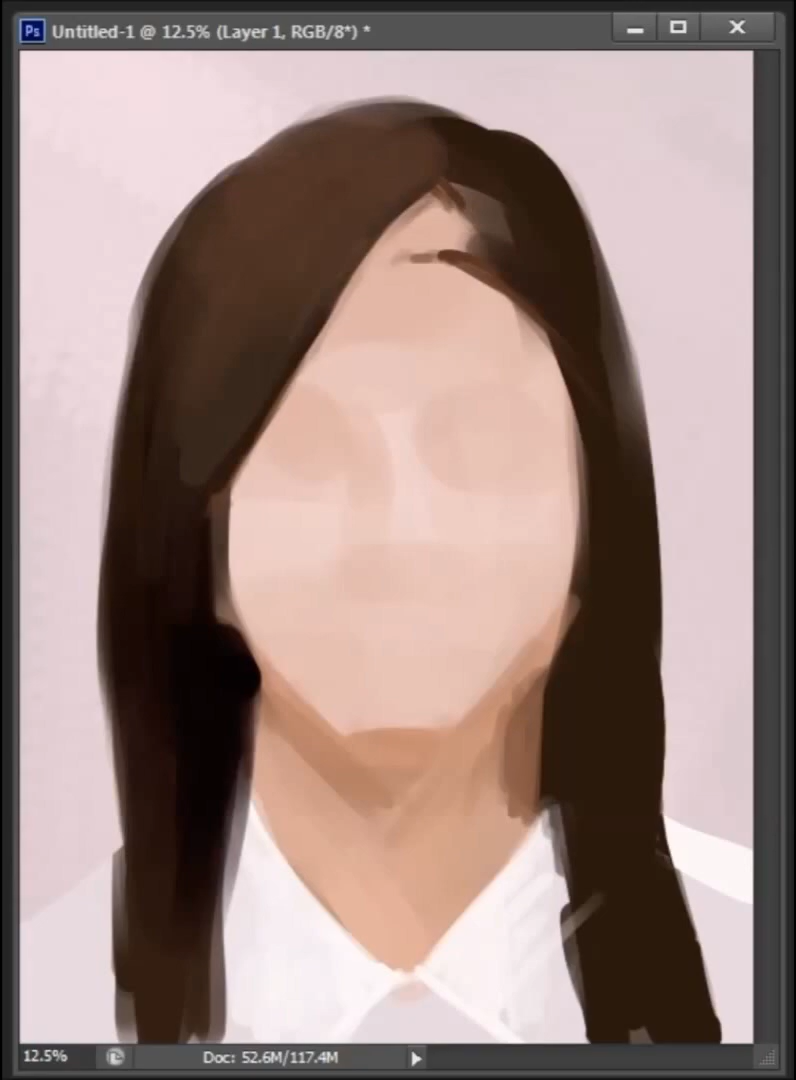 Ps Untitled-1 @ 12.5% (Layer 1, RGB/8*) *
12.5% Doc: 52.6M/117.4M